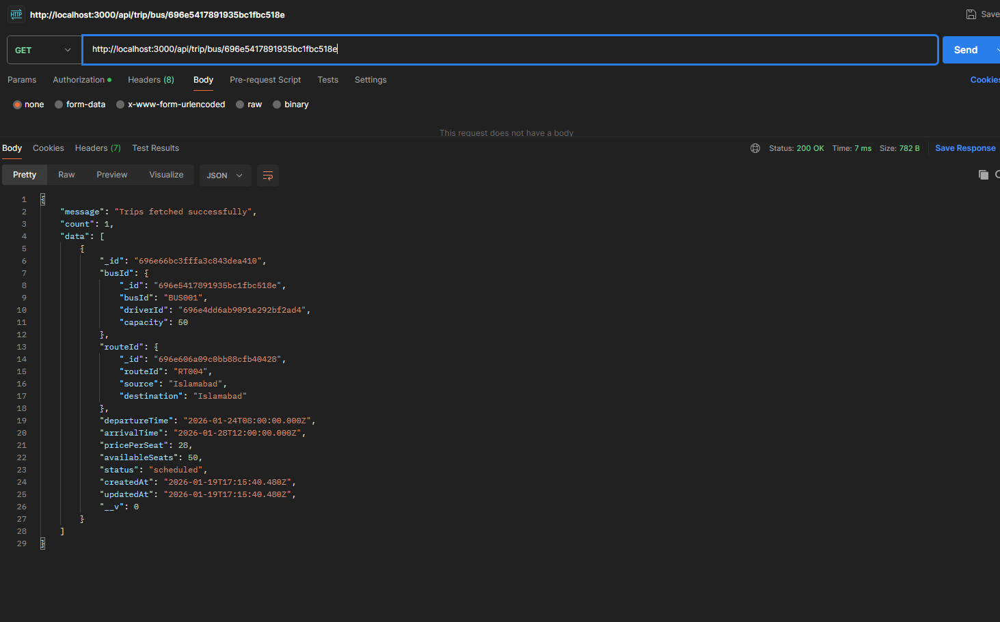 HTTP http://localhost:3000/api/trip/bus/696e5417891935bc1fbc518e Save
GET http://localhost:3000/api/trip/bus/696e5417891935bc1fbc518e Send
Params Authorization Headers (8) Body Pre-request Script Tests Settings Cookies
none form-data x-www-form-urlencoded raw binary
This request does not have a body
Body Cookies Headers (7) Test Results Status: 200 OK Time: 7 ms Size: 782 B Save Response
Pretty Raw Preview Visualize JSON
1 {
2 "message": "Trips fetched successfully",
3 "count": 1,
4 "data": [
5 {
6 "_id": "696e66bc3fffa3c843dea410",
7 "busId": {
8 "_id": "696e5417891935bc1fbc518e",
9 "busId": "BUS001",
10 "driverId": "696e4dd6ab9091e292bf2ad4",
11 "capacity": 50
12 },
13 "routeId": {
14 "_id": "696e606a09c0bb88cfb40428",
15 "routeId": "RT004",
16 "source": "Islamabad",
17 "destination": "Islamabad"
18 },
19 "departureTime": "2026-01-24T08:00:00.000Z",
20 "arrivalTime": "2026-01-28T12:00:00.000Z",
21 "pricePerSeat": 28,
22 "availableSeats": 50,
23 "status": "scheduled",
24 "createdAt": "2026-01-19T17:15:40.480Z",
25 "updatedAt": "2026-01-19T17:15:40.480Z",
26 "__v": 0
27 }
28 ]
29 }